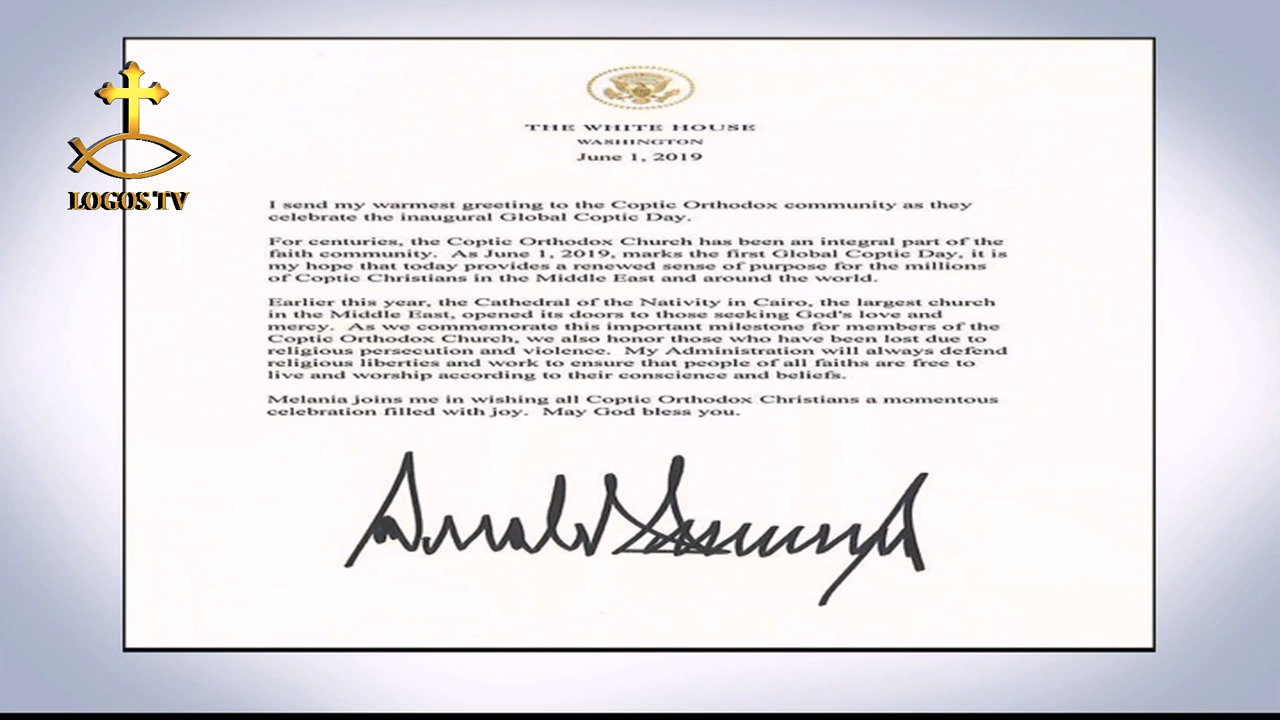 LOGOS TV
THE WHITE HOUSE
WASHINGTON
June 1, 2019
I send my warmest greeting to the Coptic Orthodox community as they
celebrate the inaugural Global Coptic Day.
For centuries, the Coptic Orthodox Church has been an integral part of the
faith community. As June 1, 2019, marks the first Global Coptic Day, it is
my hope that today provides a renewed sense of purpose for the millions
of Coptic Christians in the Middle East and around the world.
Earlier this year, the Cathedral of the Nativity in Cairo, the largest church
in the Middle East, opened its doors to those seeking God's love and
mercy. As we commemorate this important milestone for members of the
Coptic Orthodox Church, we also honor those who have been lost due to
religious persecution and violence. My Administration will always defend
religious liberties and work to ensure that people of all faiths are free to
live and worship according to their conscience and beliefs.
Melania joins me in wishing all Coptic Orthodox Christians a momentous
celebration filled with joy. May God bless you.